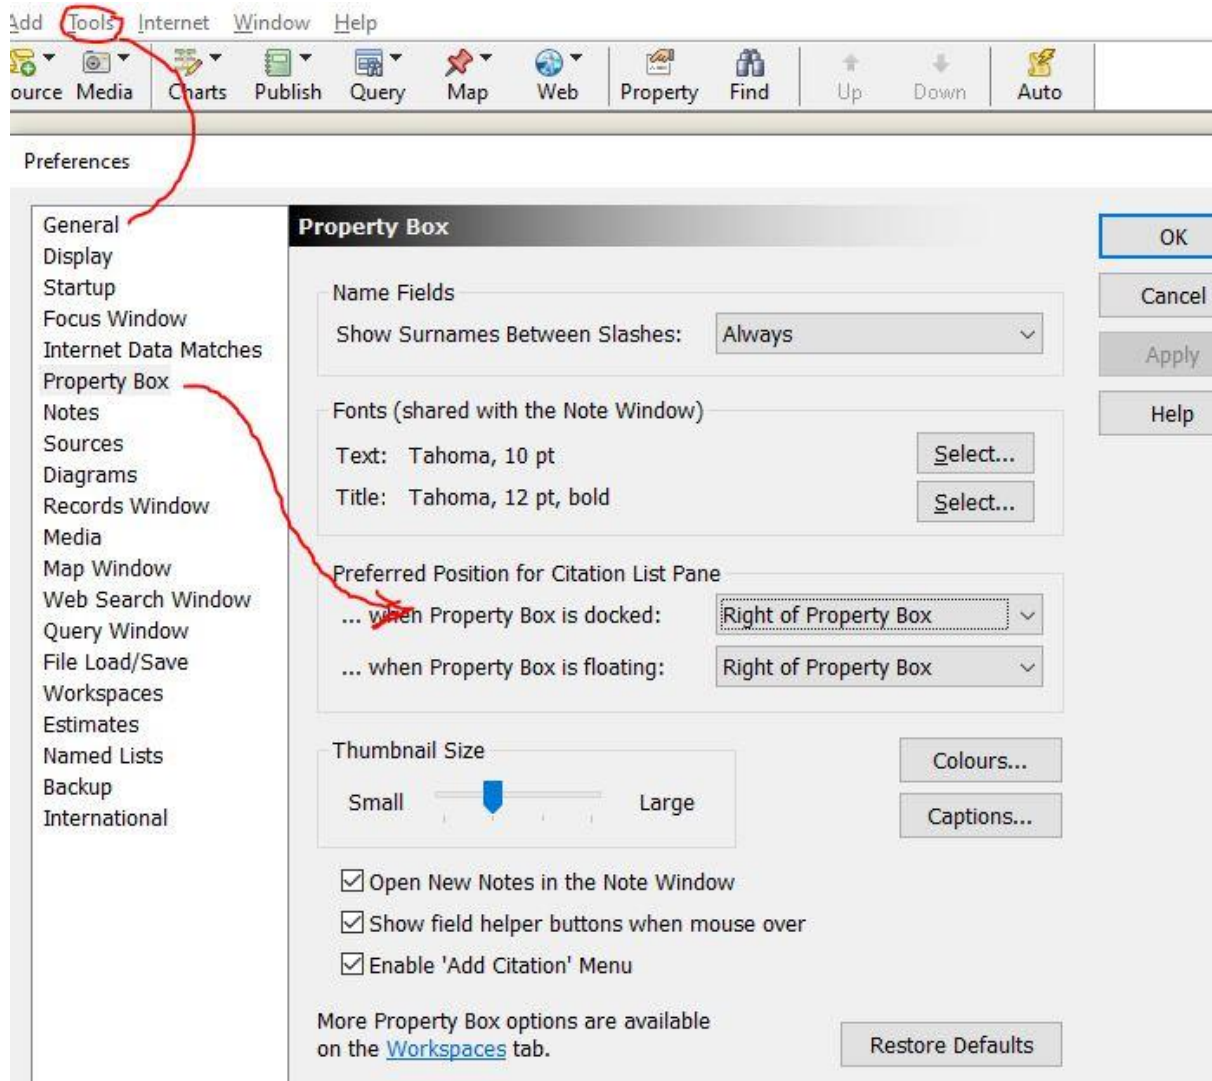 Add Tools Internet Window Help
ource Media Charts Publish Query Map Web Property Find Up Down Auto
Preferences
General
Display
Startup
Focus Window
Internet Data Matches
Property Box
Notes
Sources
Diagrams
Records Window
Media
Map Window
Web Search Window
Query Window
File Load/Save
Workspaces
Estimates
Named Lists
Backup
International
Property Box
Name Fields
Show Surnames Between Slashes: Always
Fonts (shared with the Note Window)
Text: Tahoma, 10 pt Select...
Title: Tahoma, 12 pt, bold Select...
Preferred Position for Citation List Pane
... when Property Box is docked: Right of Property Box
... when Property Box is floating: Right of Property Box
Thumbnail Size
Small Large
Colours...
Captions...
Open New Notes in the Note Window
Show field helper buttons when mouse over
Enable 'Add Citation' Menu
More Property Box options are available
on the Workspaces tab.
Restore Defaults
OK
Cancel
Apply
Help